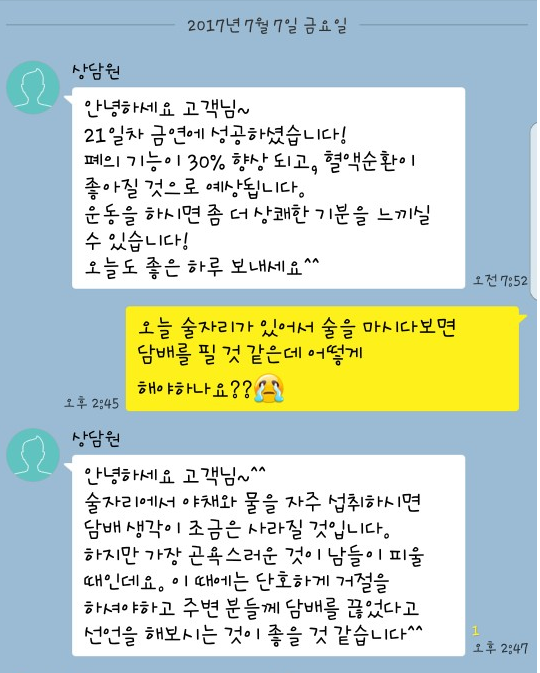 2017년 7월 7일 금요일
상담원
안녕하세요 고객님~
21일차 금연에 성공하셨습니다!
폐의 기능이 30% 향상 되고, 혈액순환이
좋아질 것으로 예상됩니다.
운동을 하시면 좀 더 상쾌한 기분을 느끼실
수 있습니다!
오늘도 좋은 하루 보내세요^^
오전 7:52
오늘 술자리가 있어서 술을 마시다보면
담배를 필 것 같은데 어떻게
해야하나요??😭
오후 2:45
상담원
안녕하세요 고객님~^^
술자리에서 야채와 물을 자주 섭취하시면
담배 생각이 조금은 사라질 것입니다.
하지만 가장 곤욕스러운 것이 남들이 피울
때인데요. 이 때에는 단호하게 거절을
하셔야하고 주변 분들께 담배를 끊었다고
선언을 해보시는 것이 좋을 것 같습니다^^
1
오후 2:47